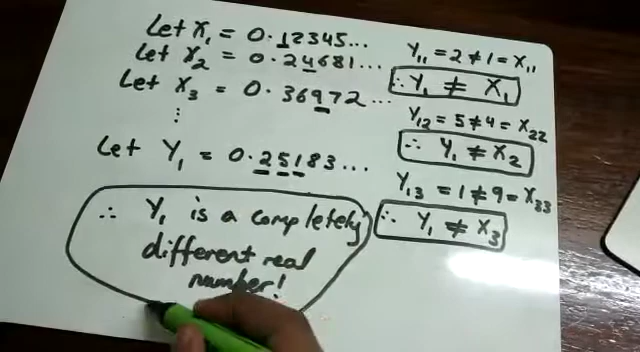 Let X₁ = 0.12345...
Let X₂ = 0.24681...
Let X₃ = 0.36972...
⋮
Let Y₁ = 0.25183...
∴ Y₁ is a completely
different real
number!
Y₁₁ = 2 ≠ 1 = X₁₁
∴ Y₁ ≠ X₁
Y₁₂ = 5 ≠ 4 = X₂₂
∴ Y₁ ≠ X₂
Y₁₃ = 1 ≠ 9 = X₃₃
∴ Y₁ ≠ X₃